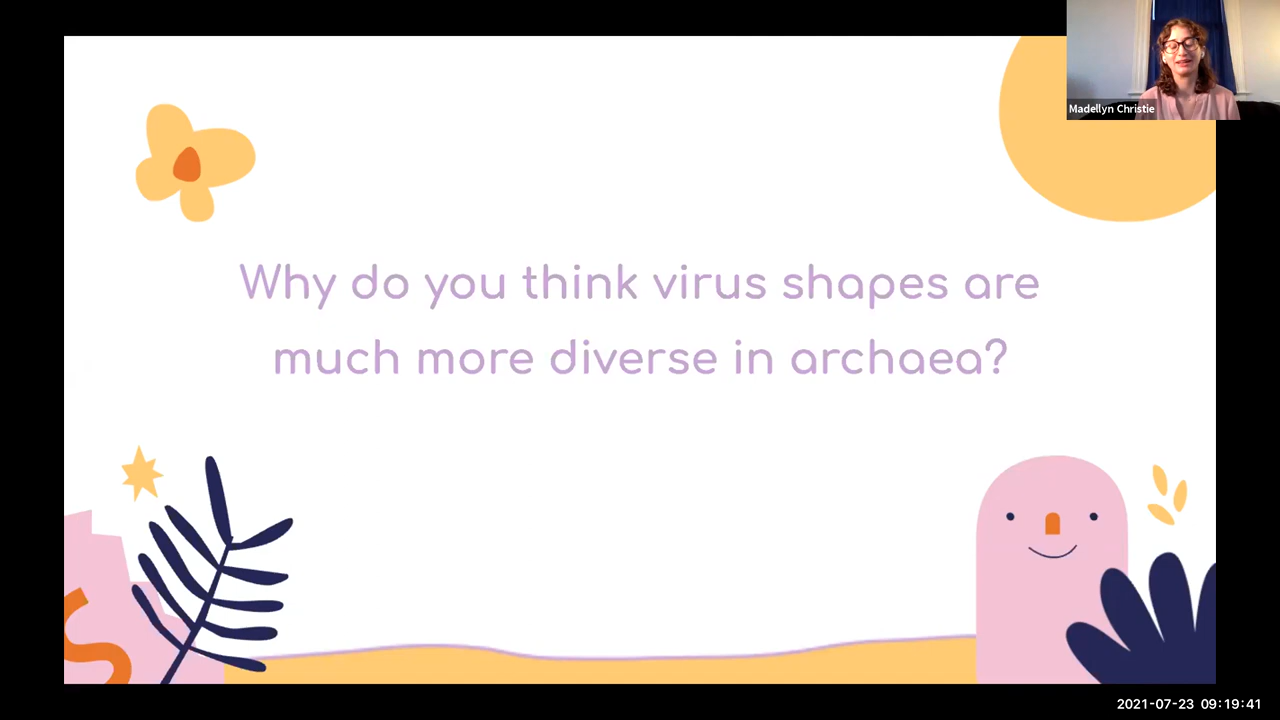 Madellyn Christie
Why do you think virus shapes are
much more diverse in archaea?
S
2021-07-23 09:19:41